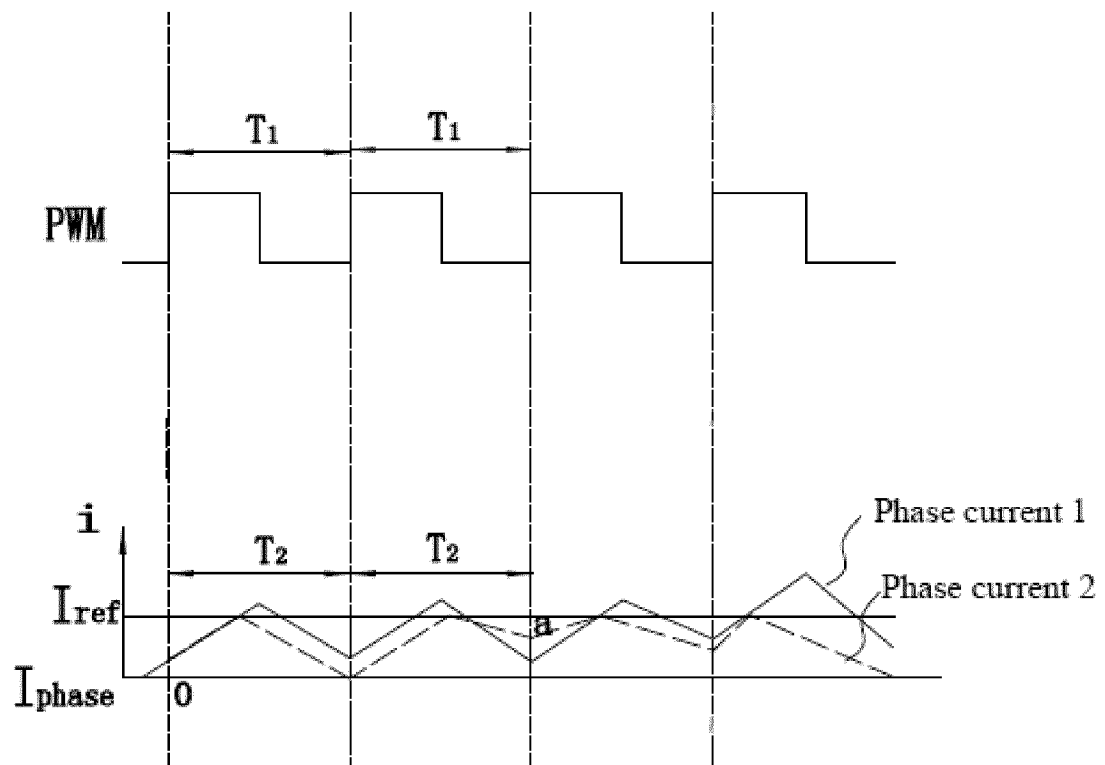 T1
T1
PWM
i
Phase current 1
T2
T2
Phase current 2
Iref
a
Iphase
0